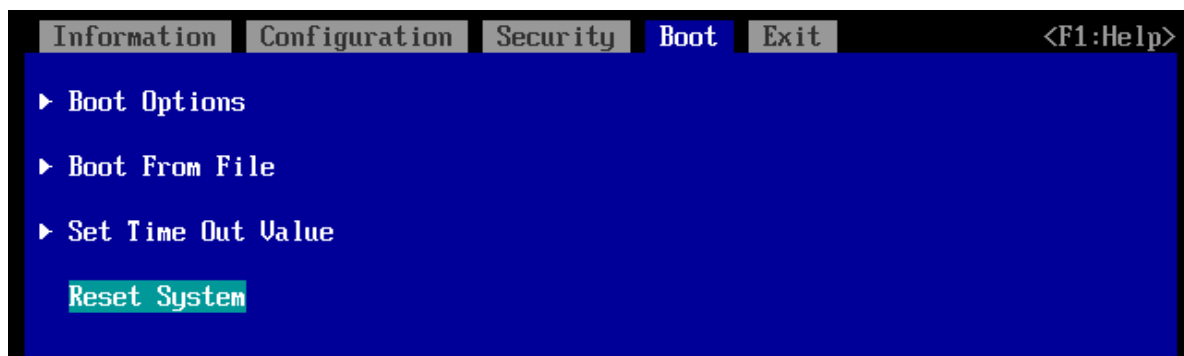 Information Configuration Security Boot Exit <F1:Help>
Boot Options
Boot From File
Set Time Out Value
Reset System